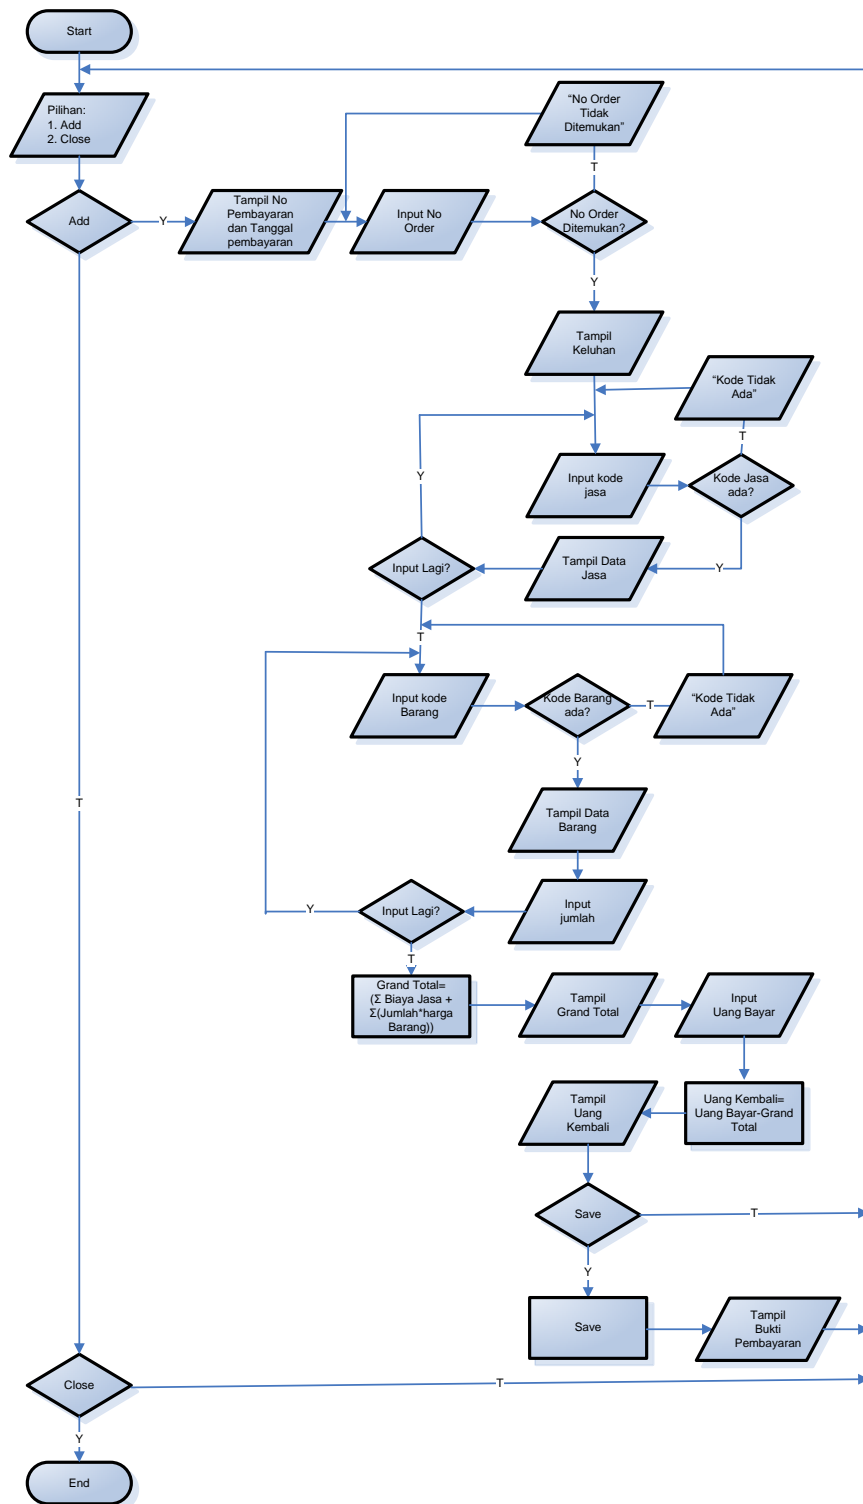 Start
Pilihan:
1. Add
2. Close
“No Order
Tidak
Ditemukan”
T
Add
Y
Tampil No
Pembayaran
dan Tanggal
pembayaran
Input No
Order
No Order
Ditemukan?
Y
Tampil
Keluhan
“Kode Tidak
Ada”
T
Y
Input kode
jasa
Kode Jasa
ada?
Input Lagi?
Tampil Data
Jasa
Y
T
Input kode
Barang
Kode Barang
ada?
T
“Kode Tidak
Ada”
Y
T
Tampil Data
Barang
Y
Input Lagi?
Input
jumlah
T
Grand Total=
(Σ Biaya Jasa +
Σ(Jumlah*harga
Barang))
Tampil
Grand Total
Input
Uang Bayar
Tampil
Uang
Kembali
Uang Kembali=
Uang Bayar-Grand
Total
Save
T
Y
Save
Tampil
Bukti
Pembayaran
Close
T
Y
End